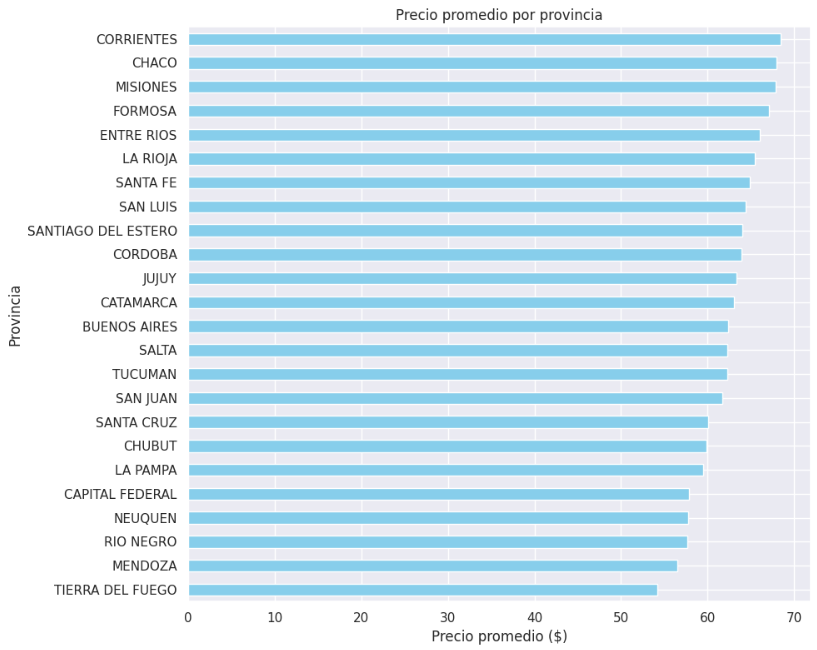 Precio promedio por provincia
CORRIENTES
CHACO
MISIONES
FORMOSA
ENTRE RIOS
LA RIOJA
SANTA FE
SAN LUIS
SANTIAGO DEL ESTERO
CORDOBA
JUJUY
CATAMARCA
BUENOS AIRES
SALTA
TUCUMAN
SAN JUAN
SANTA CRUZ
CHUBUT
LA PAMPA
CAPITAL FEDERAL
NEUQUEN
RIO NEGRO
MENDOZA
TIERRA DEL FUEGO
Provincia
0 10 20 30 40 50 60 70
Precio promedio ($)